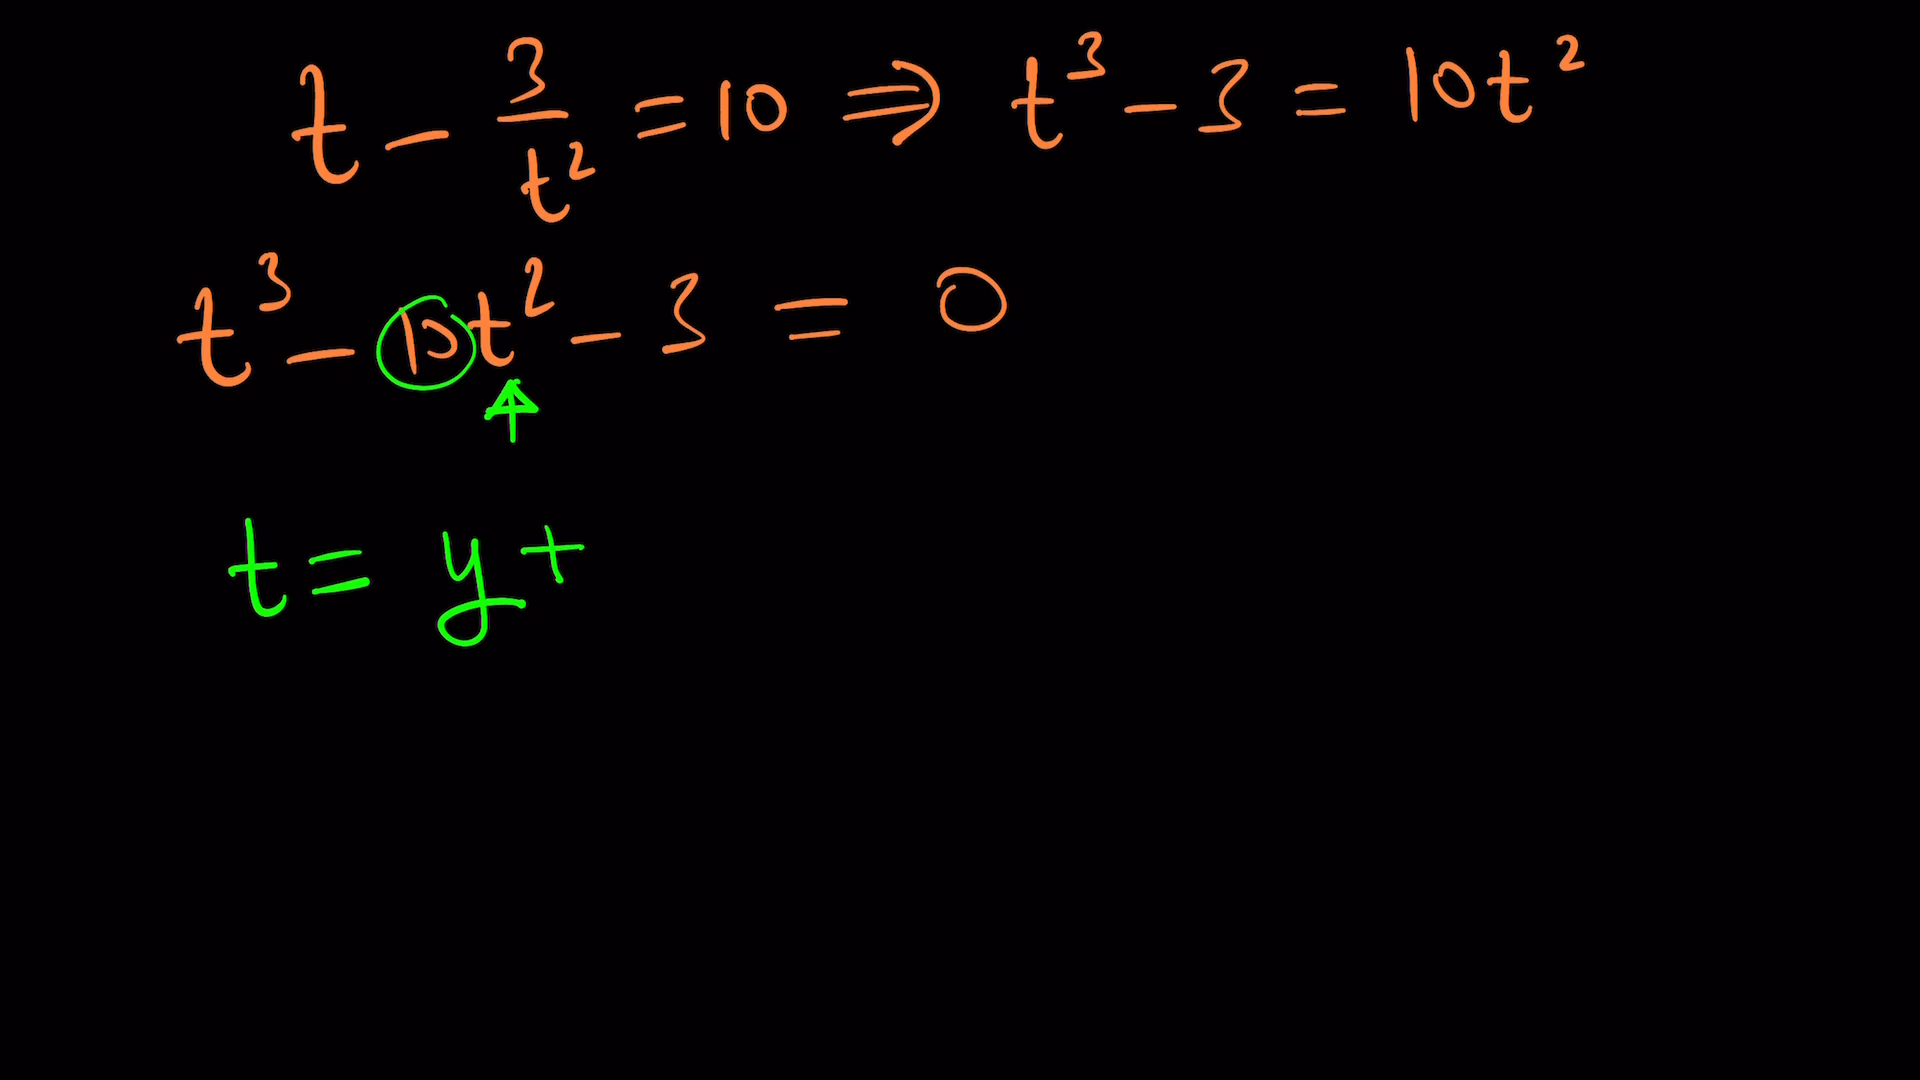 t - 3/t² = 10 ⇒ t³ - 3 = 10t²
t³ - 10t² - 3 = 0
t = y +